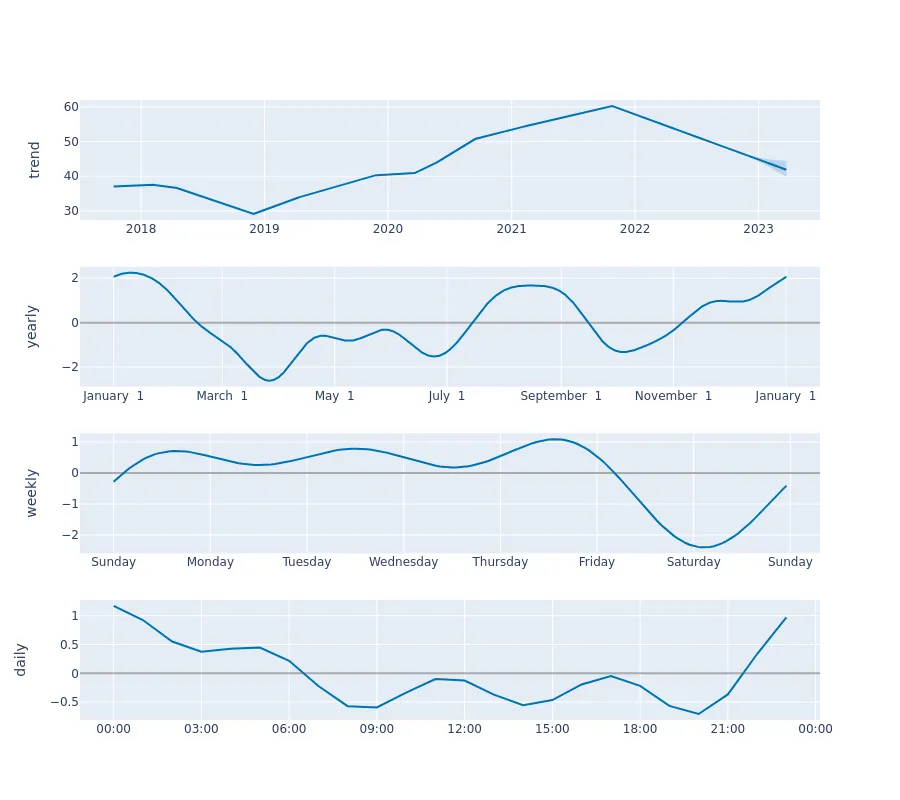 trend
60
50
40
30
2018 2019 2020 2021 2022 2023
yearly
2
0
−2
January 1 March 1 May 1 July 1 September 1 November 1 January 1
weekly
1
0
−1
−2
Sunday Monday Tuesday Wednesday Thursday Friday Saturday Sunday
daily
1
0.5
0
−0.5
00:00 03:00 06:00 09:00 12:00 15:00 18:00 21:00 00:00